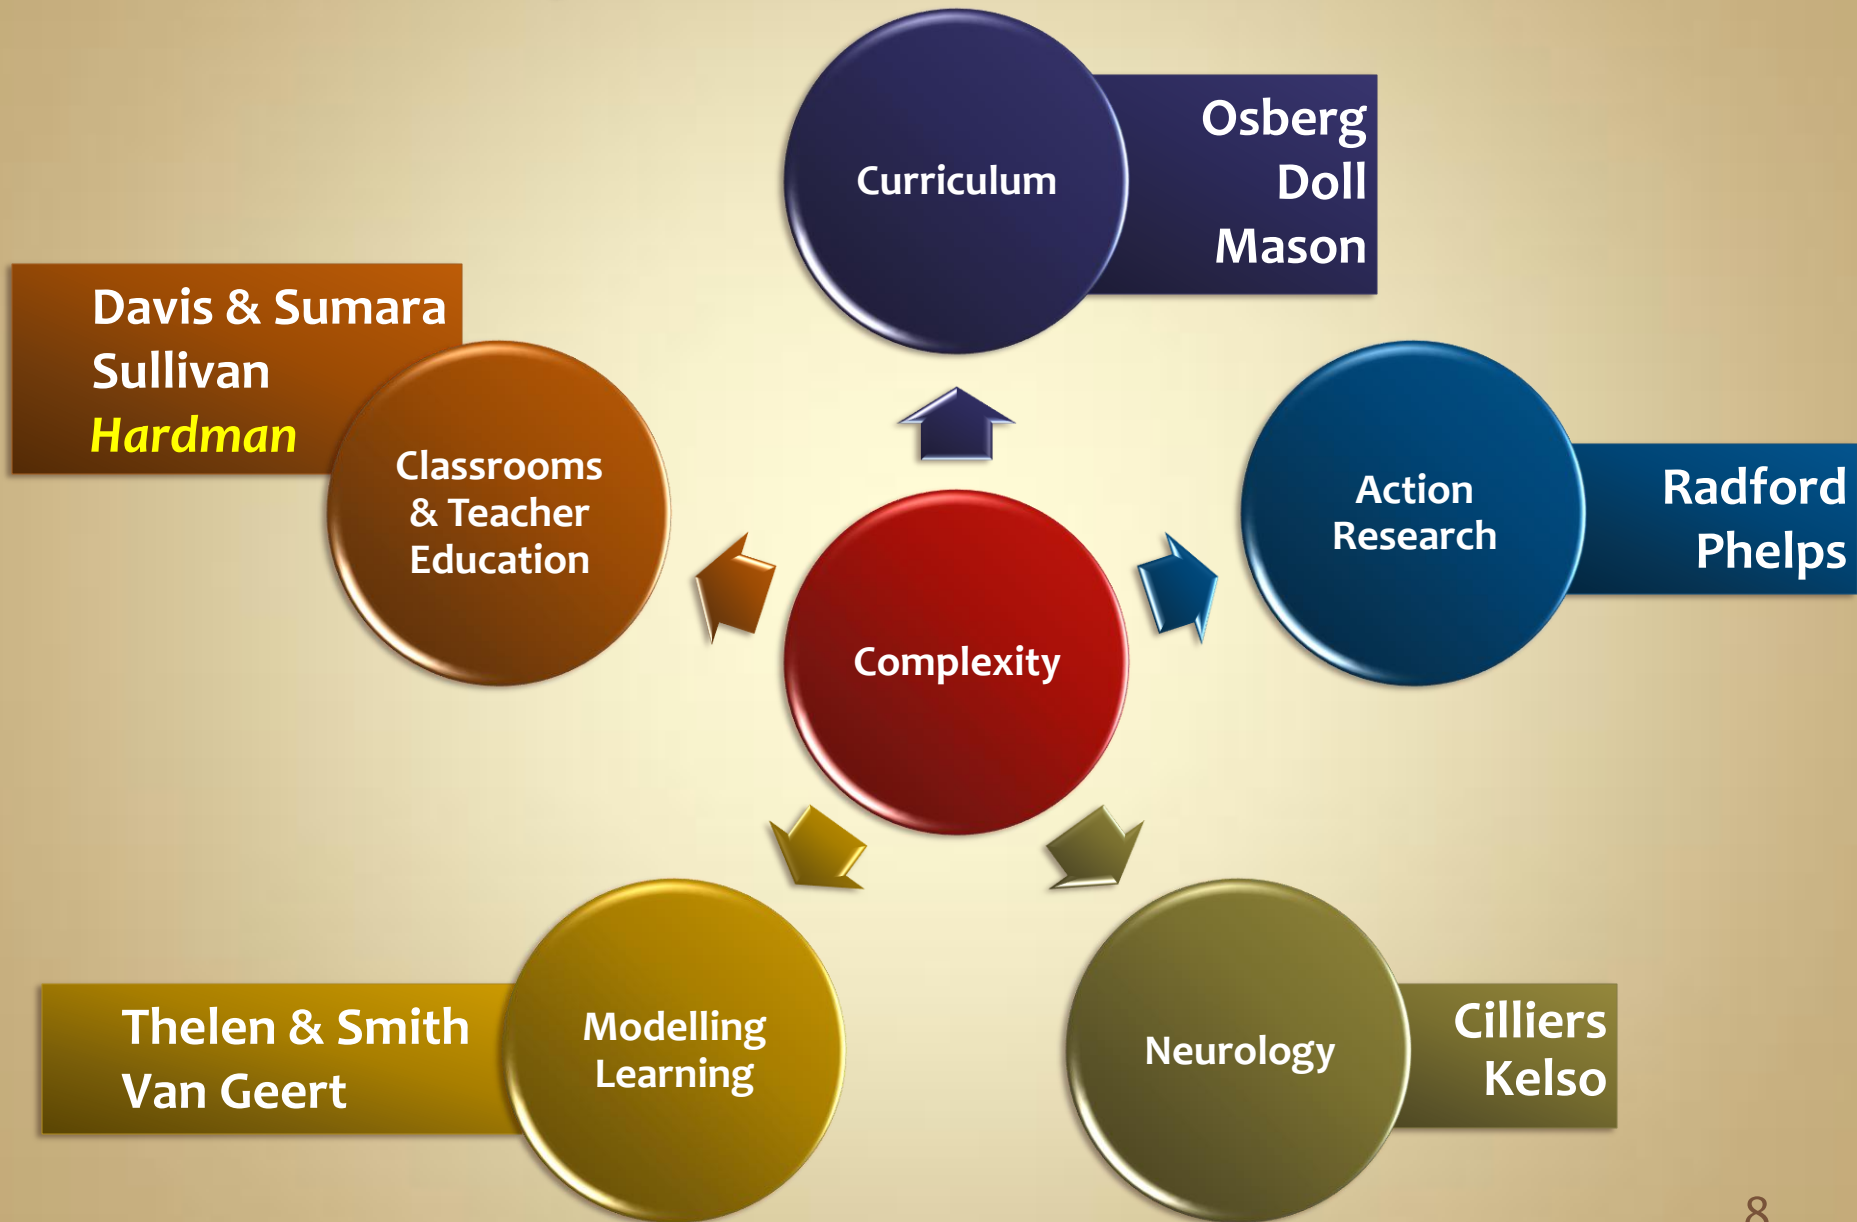 Curriculum
Osberg
Doll
Mason
Davis & Sumara
Sullivan
Hardman
Classrooms
& Teacher
Education
Action
Research
Radford
Phelps
Complexity
Thelen & Smith
Van Geert
Modelling
Learning
Neurology
Cilliers
Kelso
8